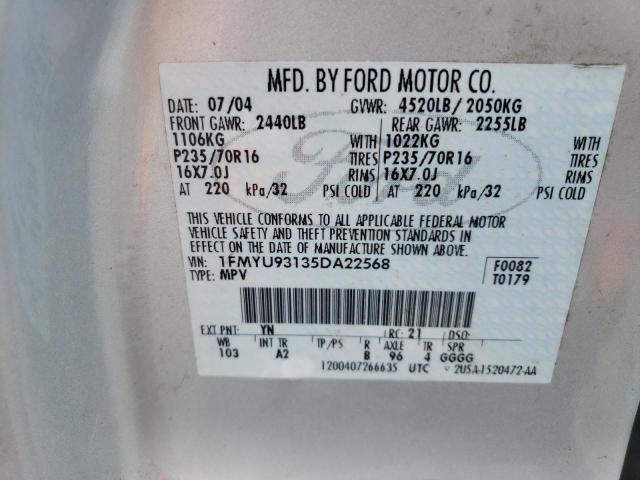 MFD. BY FORD MOTOR CO.
DATE: 07/04 GVWR: 4520LB/ 2050KG
FRONT GAWR: 2440LB REAR GAWR: 2255LB
1106KG WITH 1022KG WITH
P235/70R16 TIRES P235/70R16 TIRES
16X7.0J RIMS 16X7.0J RIMS
AT 220 kPa/32 PSI COLD AT 220 kPa/32 PSI COLD
Ford
THIS VEHICLE CONFORMS TO ALL APPLICABLE FEDERAL MOTOR
VEHICLE SAFETY AND THEFT PREVENTION STANDARDS IN
EFFECT ON THE DATE OF MANUFACTURE SHOWN ABOVE.
VIN: 1FMYU93135DA22568 F0082
TYPE: MPV T0179
EXT PNT: YN RC: 21 DSO:
WB INT TR TP/PS R AXLE TR SPR
103 A2 B 96 4 GGGG
1200407266635 UTC 2U5A-1520472-AA